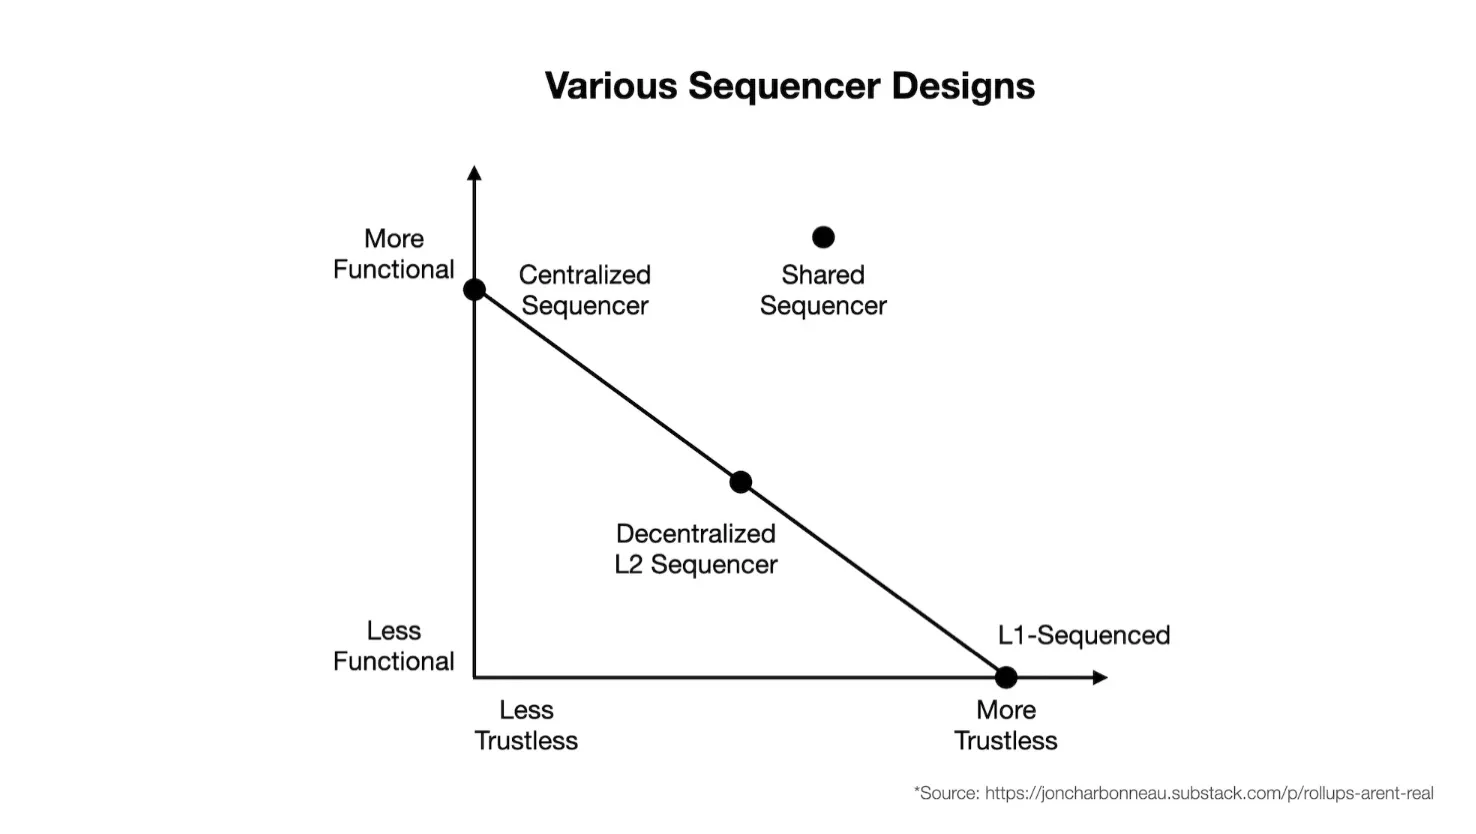 Various Sequencer Designs
More
Functional
Centralized
Sequencer
Shared
Sequencer
Decentralized
L2 Sequencer
Less
Functional
L1-Sequenced
Less
Trustless
More
Trustless
*Source: https://joncharbonneau.substack.com/p/rollups-arent-real